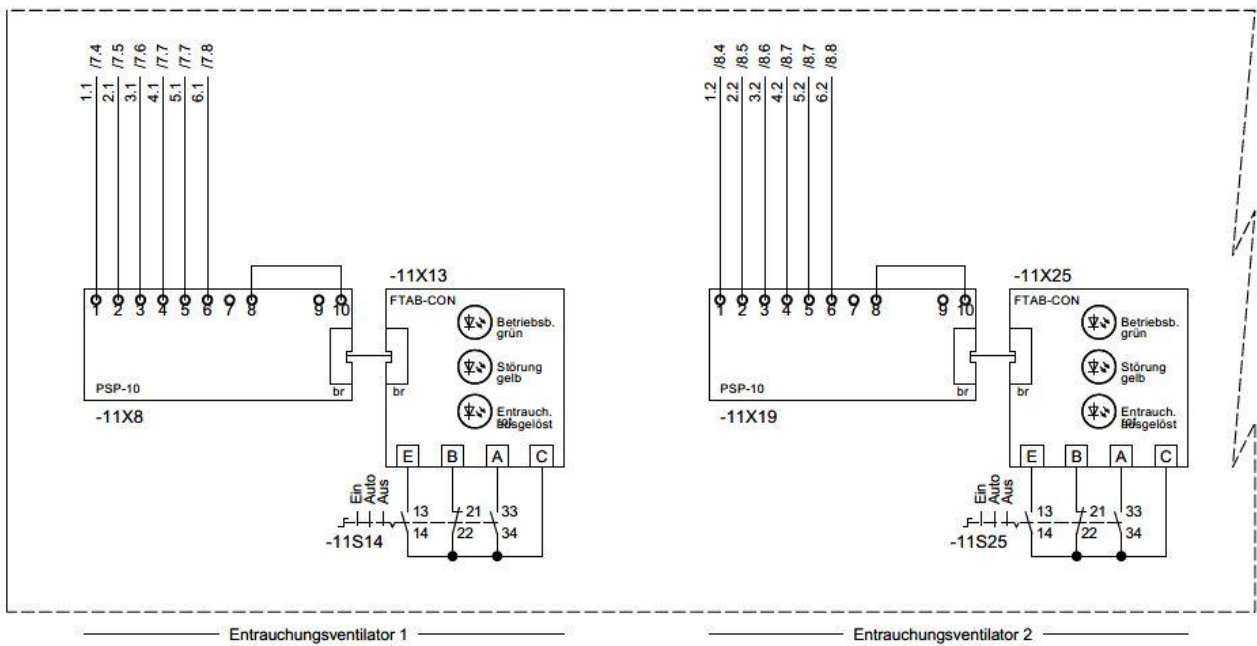 1.1 /7.4
2.1 /7.5
3.1 /7.6
4.1 /7.7
5.1 /7.7
6.1 /7.8
1 2 3 4 5 6 7 8 9 10
PSP-10
br
-11X8
-11X13
FTAB-CON
Betriebsb.
grün
Störung
gelb
Entrauch.
ausgelöst
br
E B A C
Ein
Auto
Aus
13 21 33
14 22 34
-11S14
Entrauchungsventilator 1
1.2 /8.4
2.2 /8.5
3.2 /8.6
4.2 /8.7
5.2 /8.7
6.2 /8.8
1 2 3 4 5 6 7 8 9 10
PSP-10
br
-11X19
-11X25
FTAB-CON
Betriebsb.
grün
Störung
gelb
Entrauch.
ausgelöst
br
E B A C
Ein
Auto
Aus
13 21 33
14 22 34
-11S25
Entrauchungsventilator 2